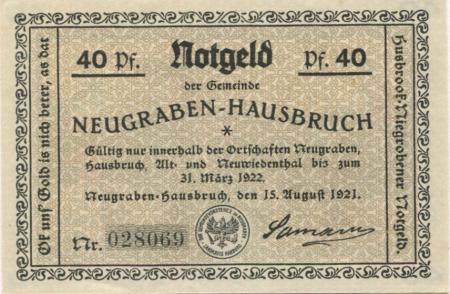 40 Pf. Notgeld Pf. 40
der Gemeinde
NEUGRABEN-HAUSBRUCH
*
Gültig nur innerhalb der Ortschaften Neugraben,
Hausbruch, Alt- und Neuwiedenthal bis zum
31. März 1922.
Neugraben-Hausbruch, den 15. August 1921.
Nr. 028069
Or uns' Gold is nich beter, as dat
Husbrook-Niegrobener Notgeld.